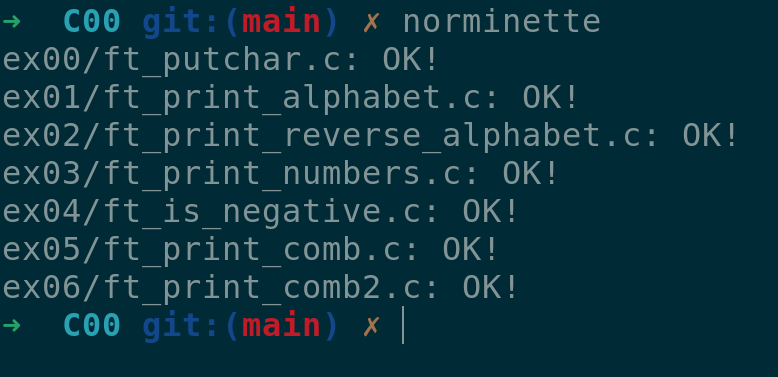 ➜  C00 git:(main) ✗ norminette
ex00/ft_putchar.c: OK!
ex01/ft_print_alphabet.c: OK!
ex02/ft_print_reverse_alphabet.c: OK!
ex03/ft_print_numbers.c: OK!
ex04/ft_is_negative.c: OK!
ex05/ft_print_comb.c: OK!
ex06/ft_print_comb2.c: OK!
➜  C00 git:(main) ✗